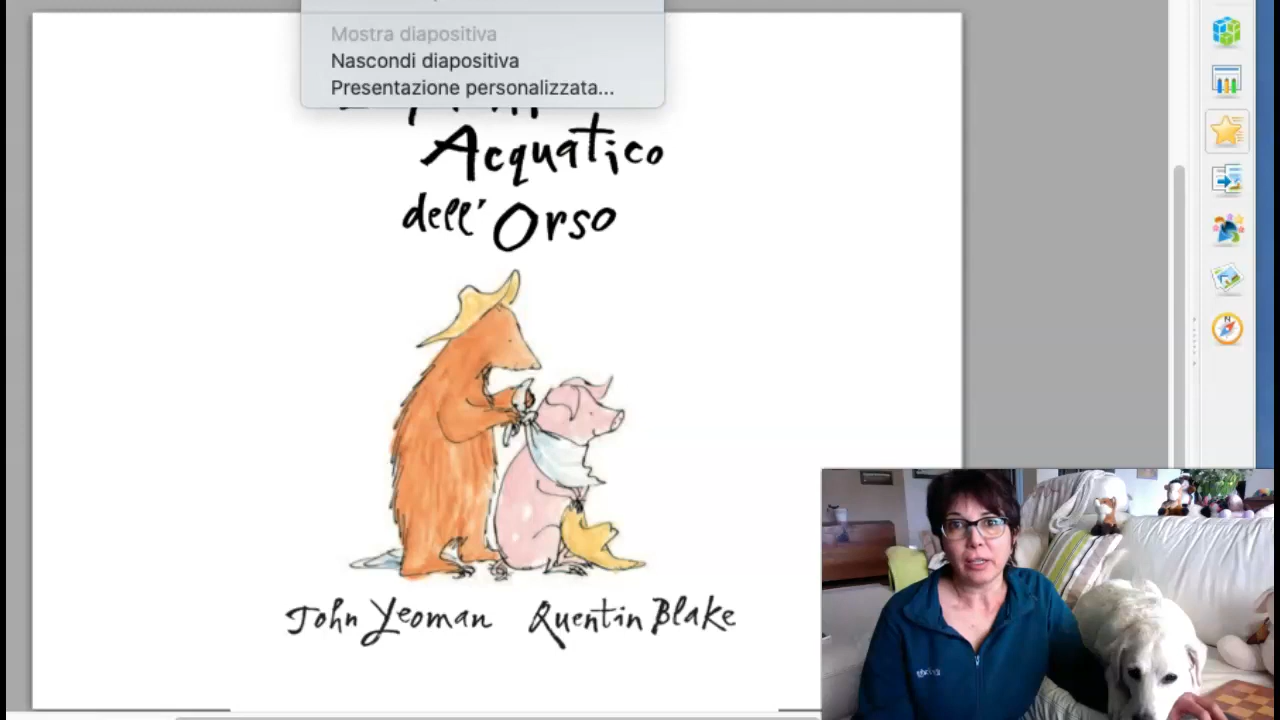 Mostra diapositiva
Nascondi diapositiva
Presentazione personalizzata...
Acquatico
dell'Orso
John Yeoman Quentin Blake